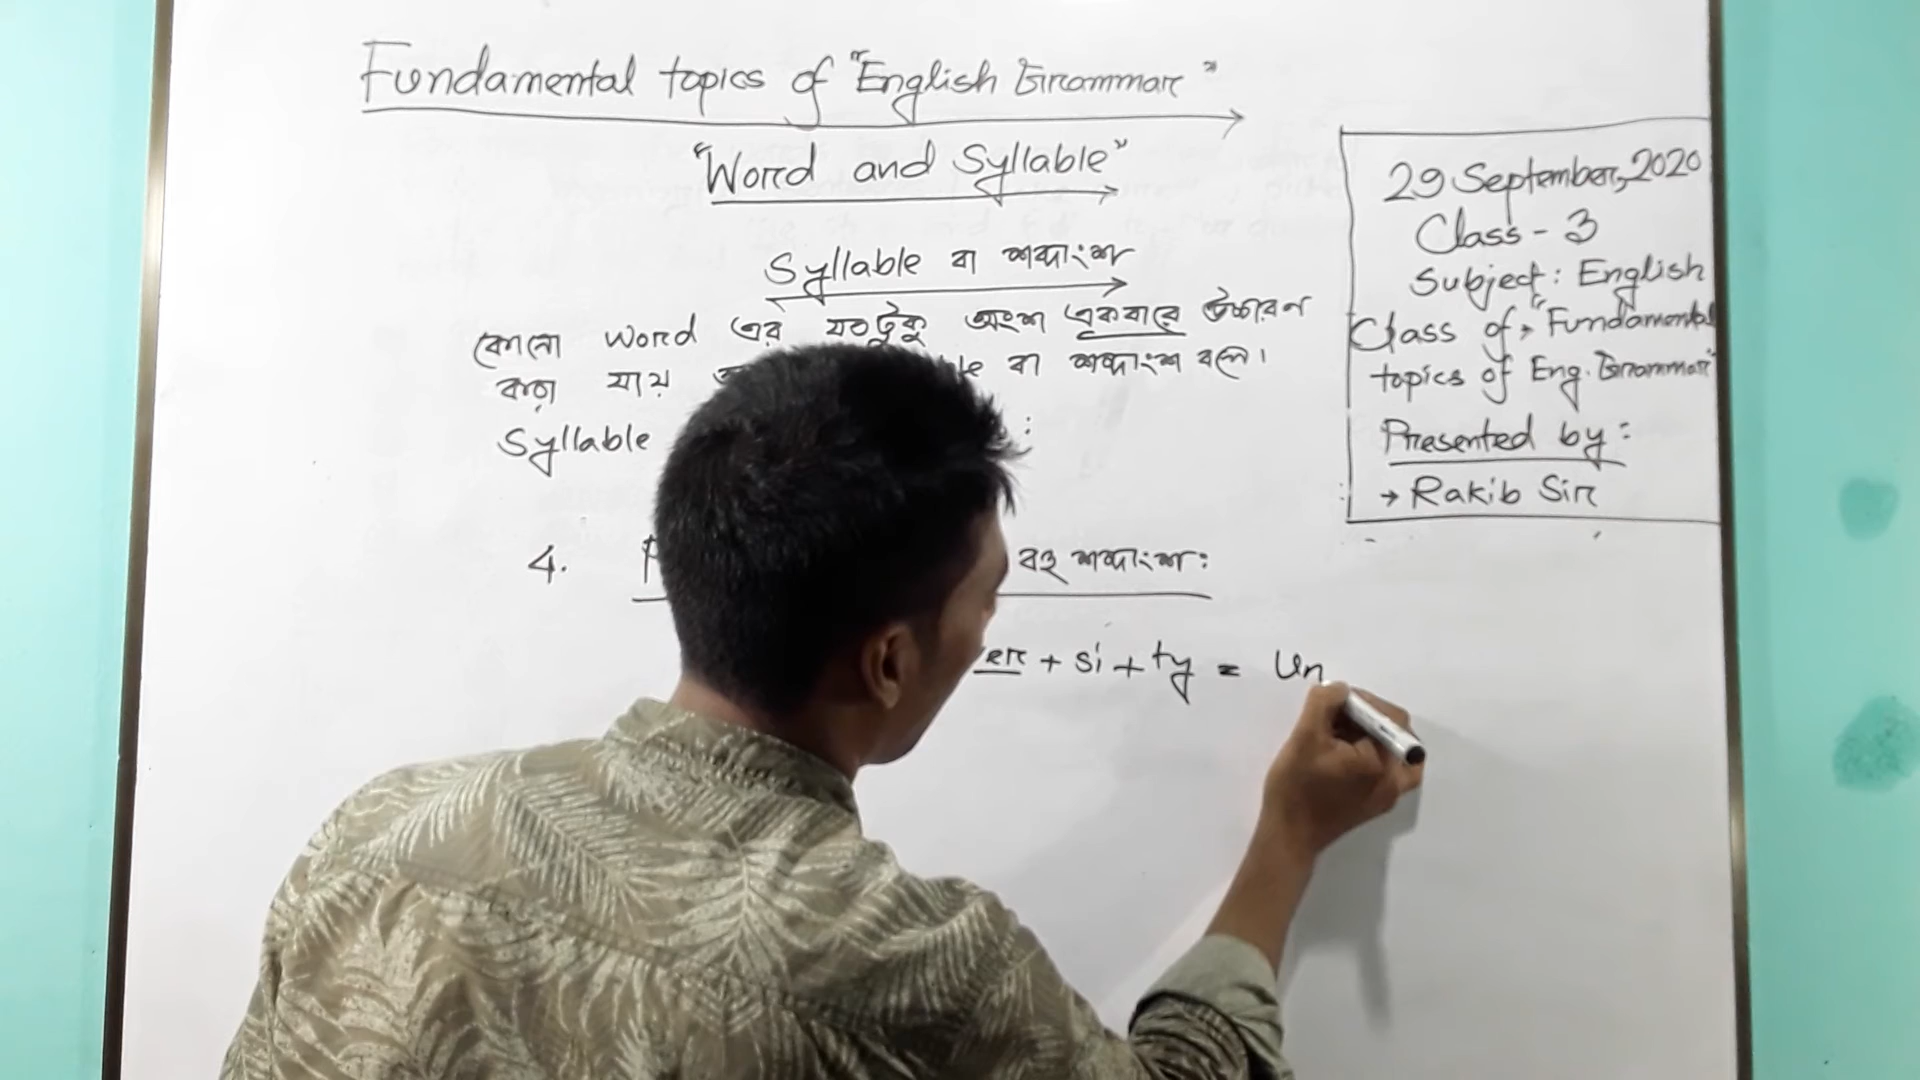 Fundamental topics of "English Grammar"
"Word and Syllable"
Syllable বা শব্দাংশ
কোনো word এর যতটুকু অংশ একবারে উচ্চারণ
করা যায় বা শব্দাংশ বলে।
Syllable :
4. বহু শব্দাংশ:
er + si + ty = Un
29 September, 2020
Class - 3
Subject: English
Class of, "Fundamental
topics of Eng. Grammar"
Presented by:
→ Rakib Sir